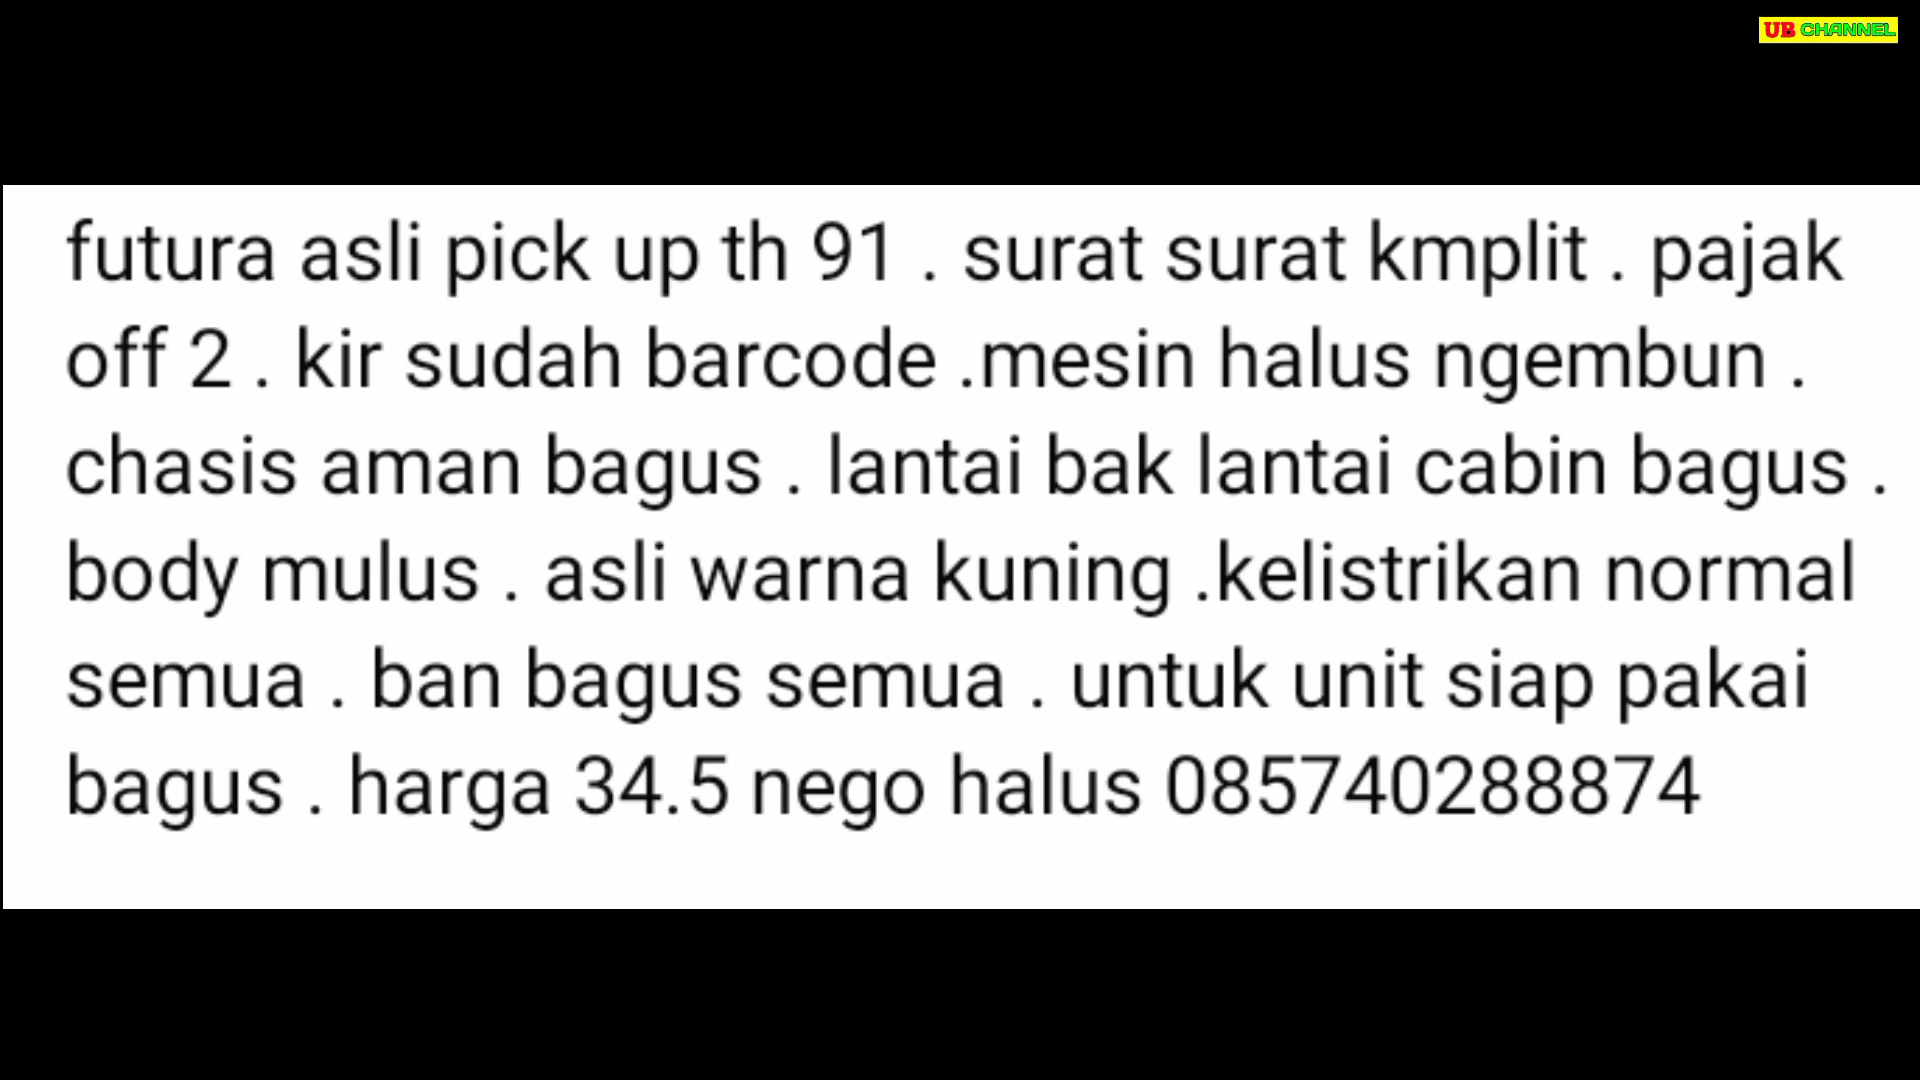 UB CHANNEL
futura asli pick up th 91 . surat surat kmplit . pajak
off 2 . kir sudah barcode .mesin halus ngembun .
chasis aman bagus . lantai bak lantai cabin bagus .
body mulus . asli warna kuning .kelistrikan normal
semua . ban bagus semua . untuk unit siap pakai
bagus . harga 34.5 nego halus 085740288874